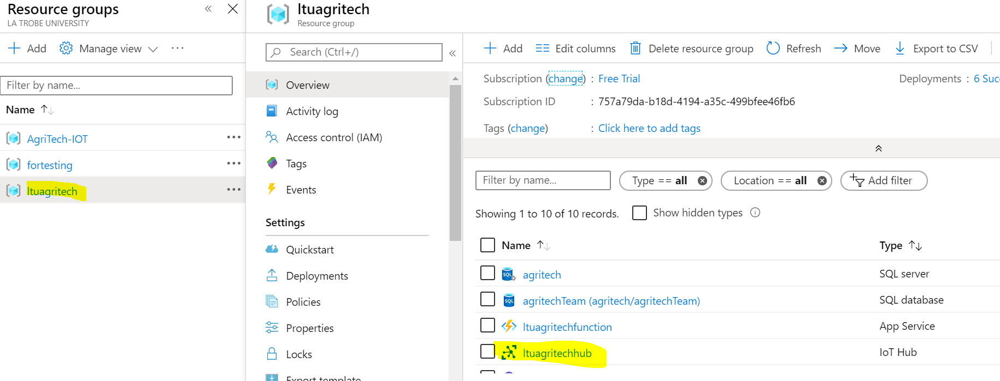 Resource groups
LA TROBE UNIVERSITY
Add
Manage view
Filter by name...
Name
AgriTech-IOT
fortesting
ltuagritech
ltuagritech
Resource group
Search (Ctrl+/)
Overview
Activity log
Access control (IAM)
Tags
Events
Settings
Quickstart
Deployments
Policies
Properties
Locks
Export template
Add
Edit columns
Delete resource group
Refresh
Move
Export to CSV
Subscription (change) : Free Trial
Deployments : 6 Suc
Subscription ID : 757a79da-b18d-4194-a35c-499bfee46fb6
Tags (change) : Click here to add tags
Filter by name...
Type == all
Location == all
Add filter
Showing 1 to 10 of 10 records.
Show hidden types
Name
Type
agritech SQL server
agritechTeam (agritech/agritechTeam) SQL database
ltuagritechfunction App Service
ltuagritechhub IoT Hub